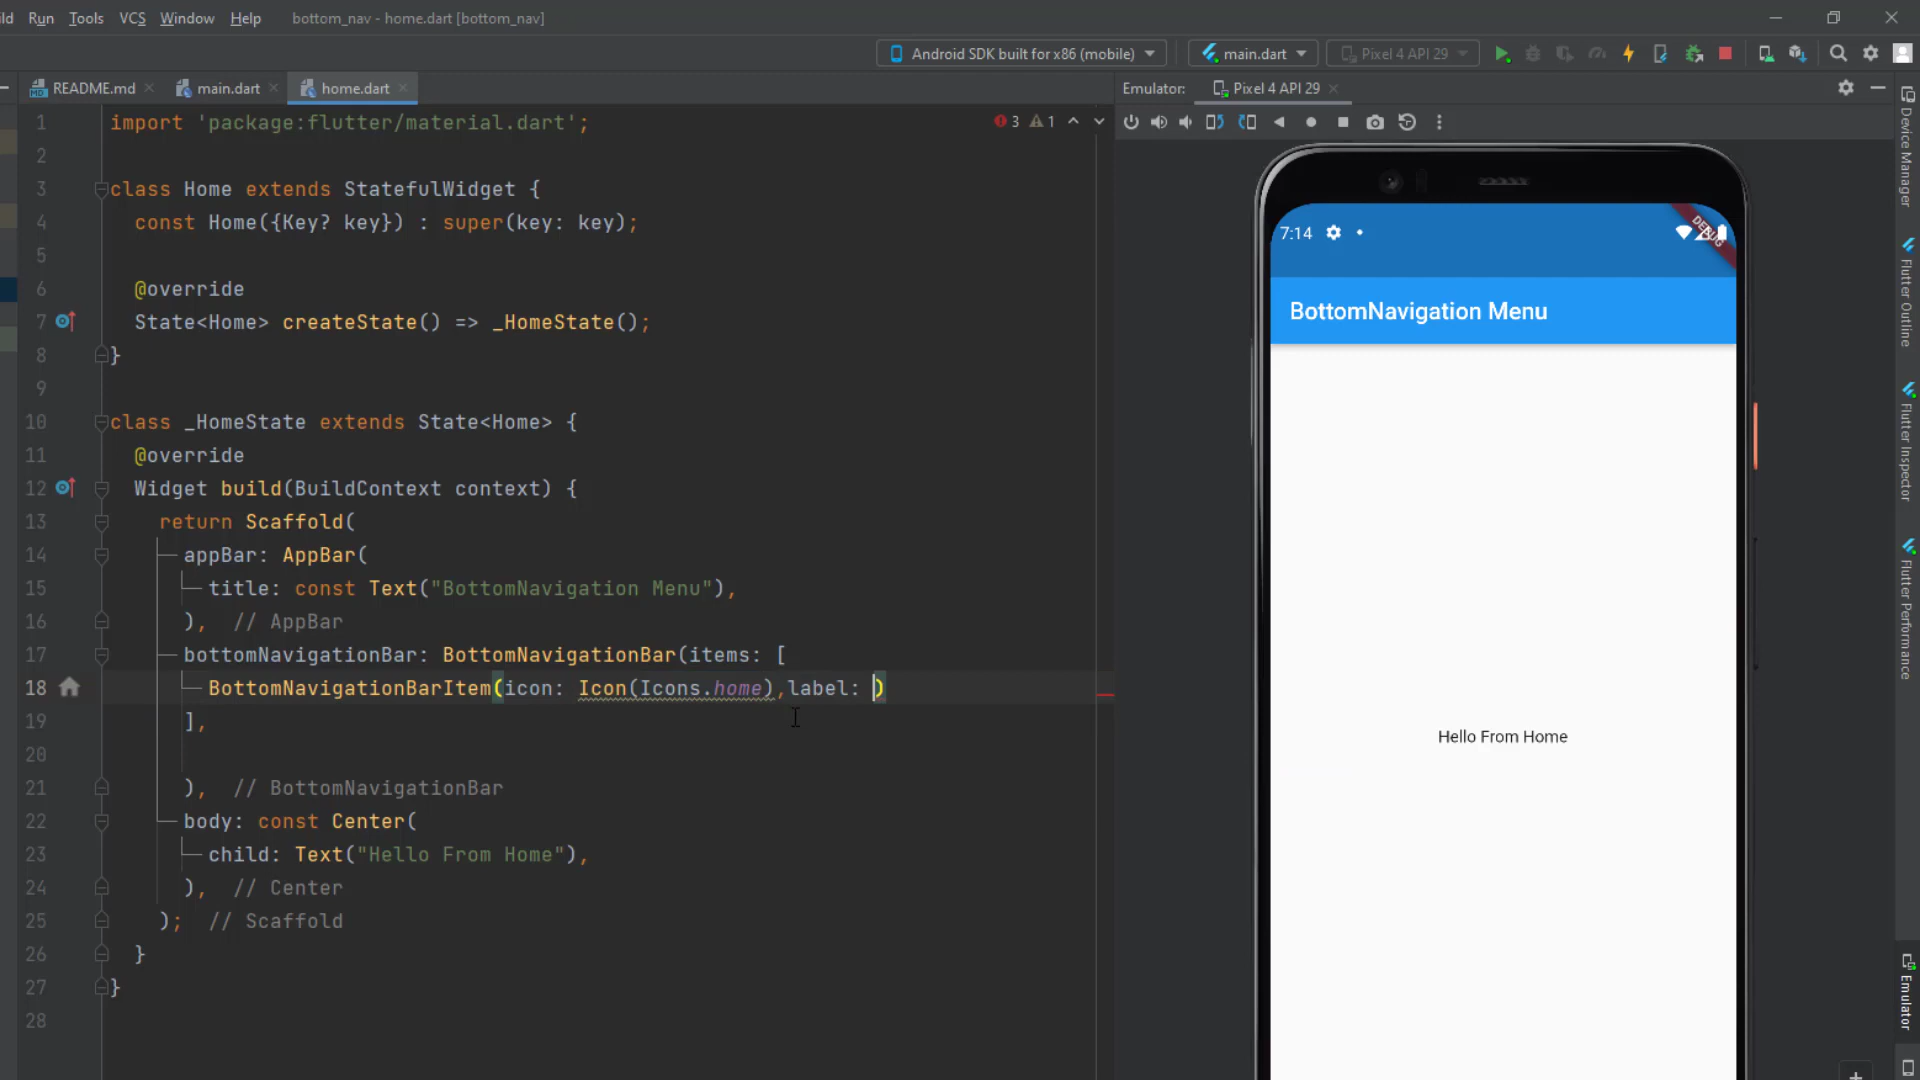 ld Run Tools VCS Window Help bottom_nav - home.dart [bottom_nav]
Android SDK built for x86 (mobile) main.dart Pixel 4 API 29
README.md main.dart home.dart Emulator: Pixel 4 API 29
1 import 'package:flutter/material.dart'; 3 1
2
3 class Home extends StatefulWidget {
4 const Home({Key? key}) : super(key: key);
5
6 @override
7 State<Home> createState() => _HomeState();
8 }
9
10 class _HomeState extends State<Home> {
11 @override
12 Widget build(BuildContext context) {
13 return Scaffold(
14 appBar: AppBar(
15 title: const Text("BottomNavigation Menu"),
16 ), // AppBar
17 bottomNavigationBar: BottomNavigationBar(items: [
18 BottomNavigationBarItem(icon: Icon(Icons.home),label: )
19 ],
20
21 ), // BottomNavigationBar
22 body: const Center(
23 child: Text("Hello From Home"),
24 ), // Center
25 ); // Scaffold
26 }
27 }
28
7:14
DEBUG
BottomNavigation Menu
Hello From Home
Device Manager
Flutter Outline
Flutter Inspector
Flutter Performance
Emulator